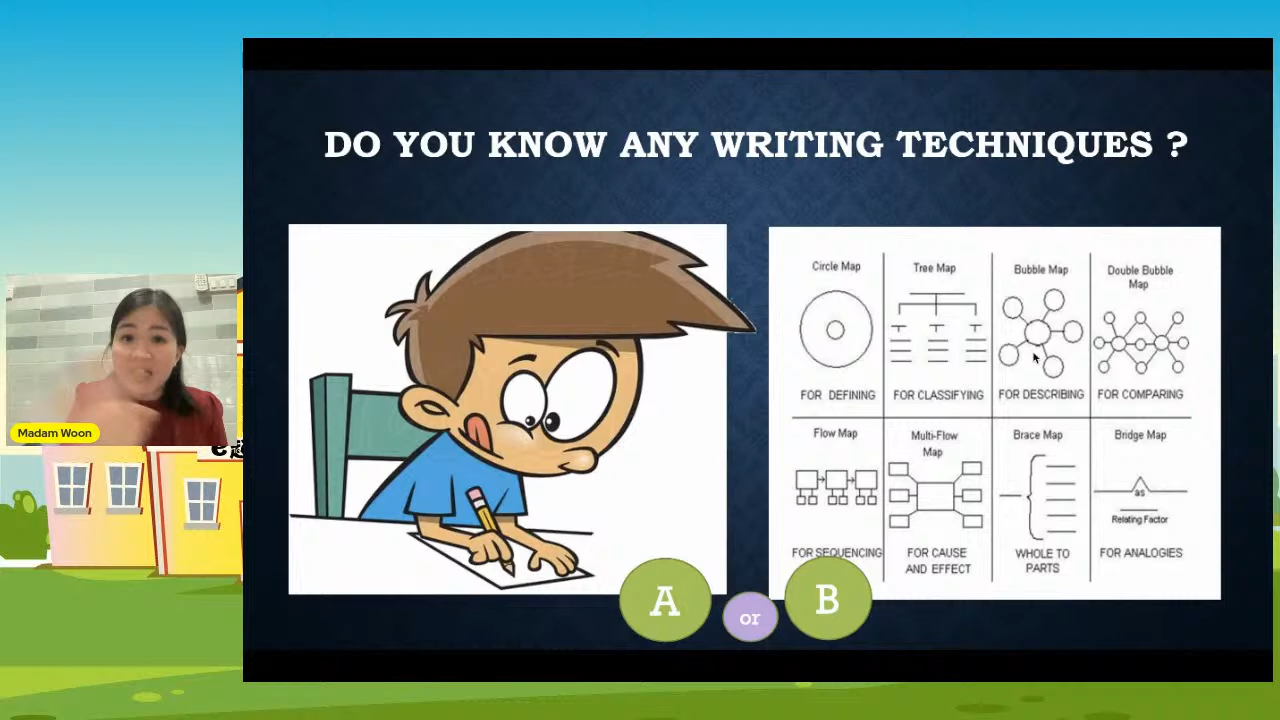 DO YOU KNOW ANY WRITING TECHNIQUES ?
Circle Map
Tree Map
Bubble Map
Double Bubble
Map
FOR DEFINING
FOR CLASSIFYING
FOR DESCRIBING
FOR COMPARING
Flow Map
Multi-Flow
Map
Brace Map
Bridge Map
as
Relating Factor
FOR SEQUENCING
FOR CAUSE
AND EFFECT
WHOLE TO
PARTS
FOR ANALOGIES
A
or
B
Madam Woon